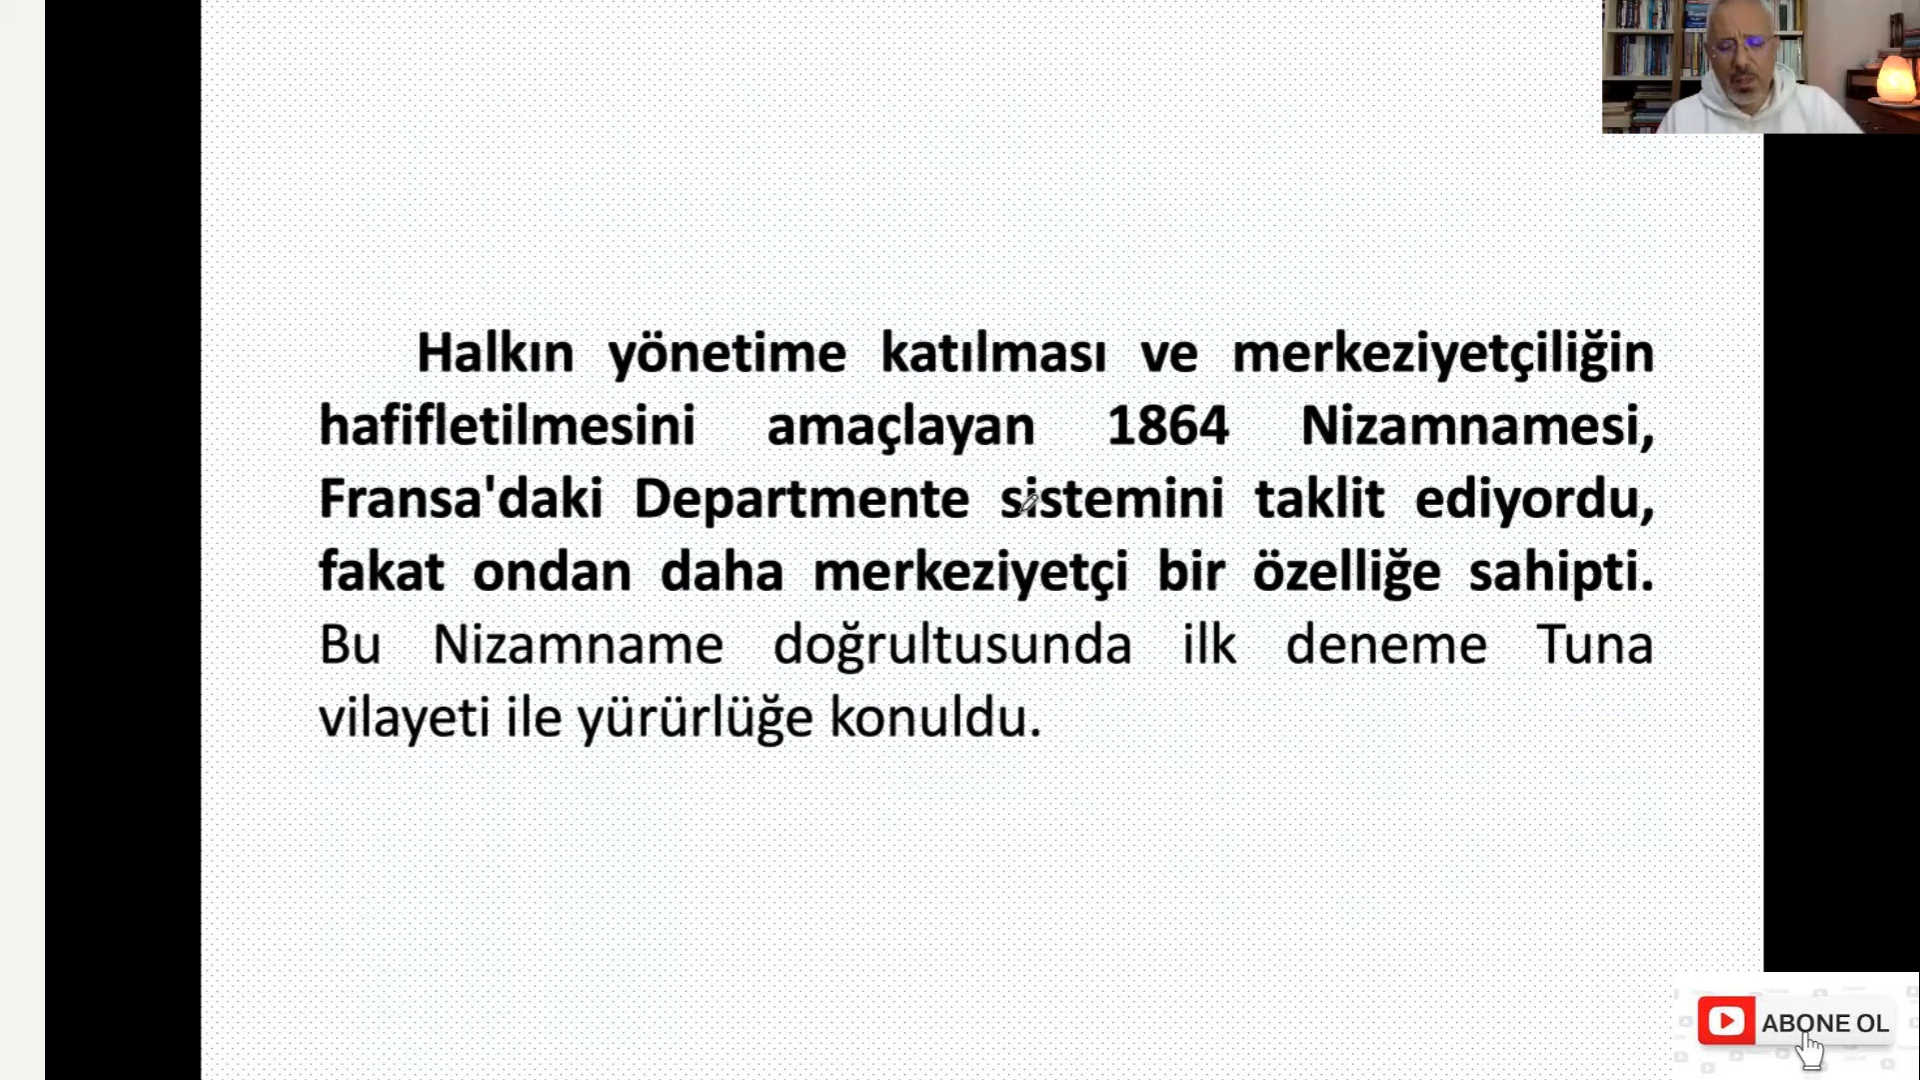 Halkın yönetime katılması ve merkeziyetçiliğin
hafifletilmesini amaçlayan 1864 Nizamnamesi,
Fransa'daki Departmente sistemini taklit ediyordu,
fakat ondan daha merkeziyetçi bir özelliğe sahipti.
Bu Nizamname doğrultusunda ilk deneme Tuna
vilayeti ile yürürlüğe konuldu.
ABONE OL